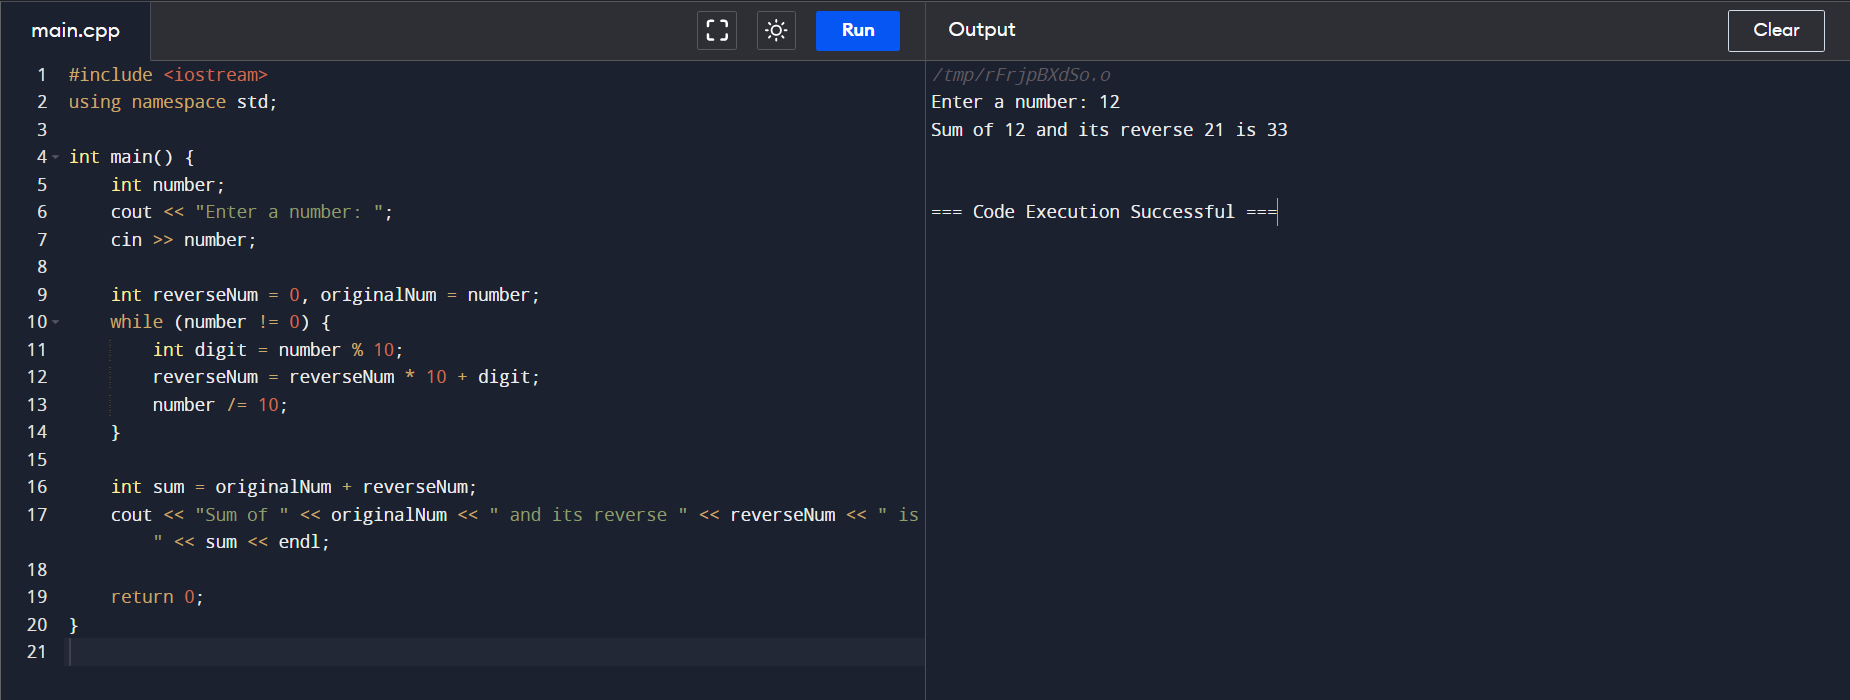 main.cpp
Run
Output
Clear
1 #include <iostream>
2 using namespace std;
3
4 int main() {
5     int number;
6     cout << "Enter a number: ";
7     cin >> number;
8
9     int reverseNum = 0, originalNum = number;
10     while (number != 0) {
11         int digit = number % 10;
12         reverseNum = reverseNum * 10 + digit;
13         number /= 10;
14     }
15
16     int sum = originalNum + reverseNum;
17     cout << "Sum of " << originalNum << " and its reverse " << reverseNum << " is
        " << sum << endl;
18
19     return 0;
20 }
21
/tmp/rFrjpBXdSo.o
Enter a number: 12
Sum of 12 and its reverse 21 is 33
=== Code Execution Successful ===